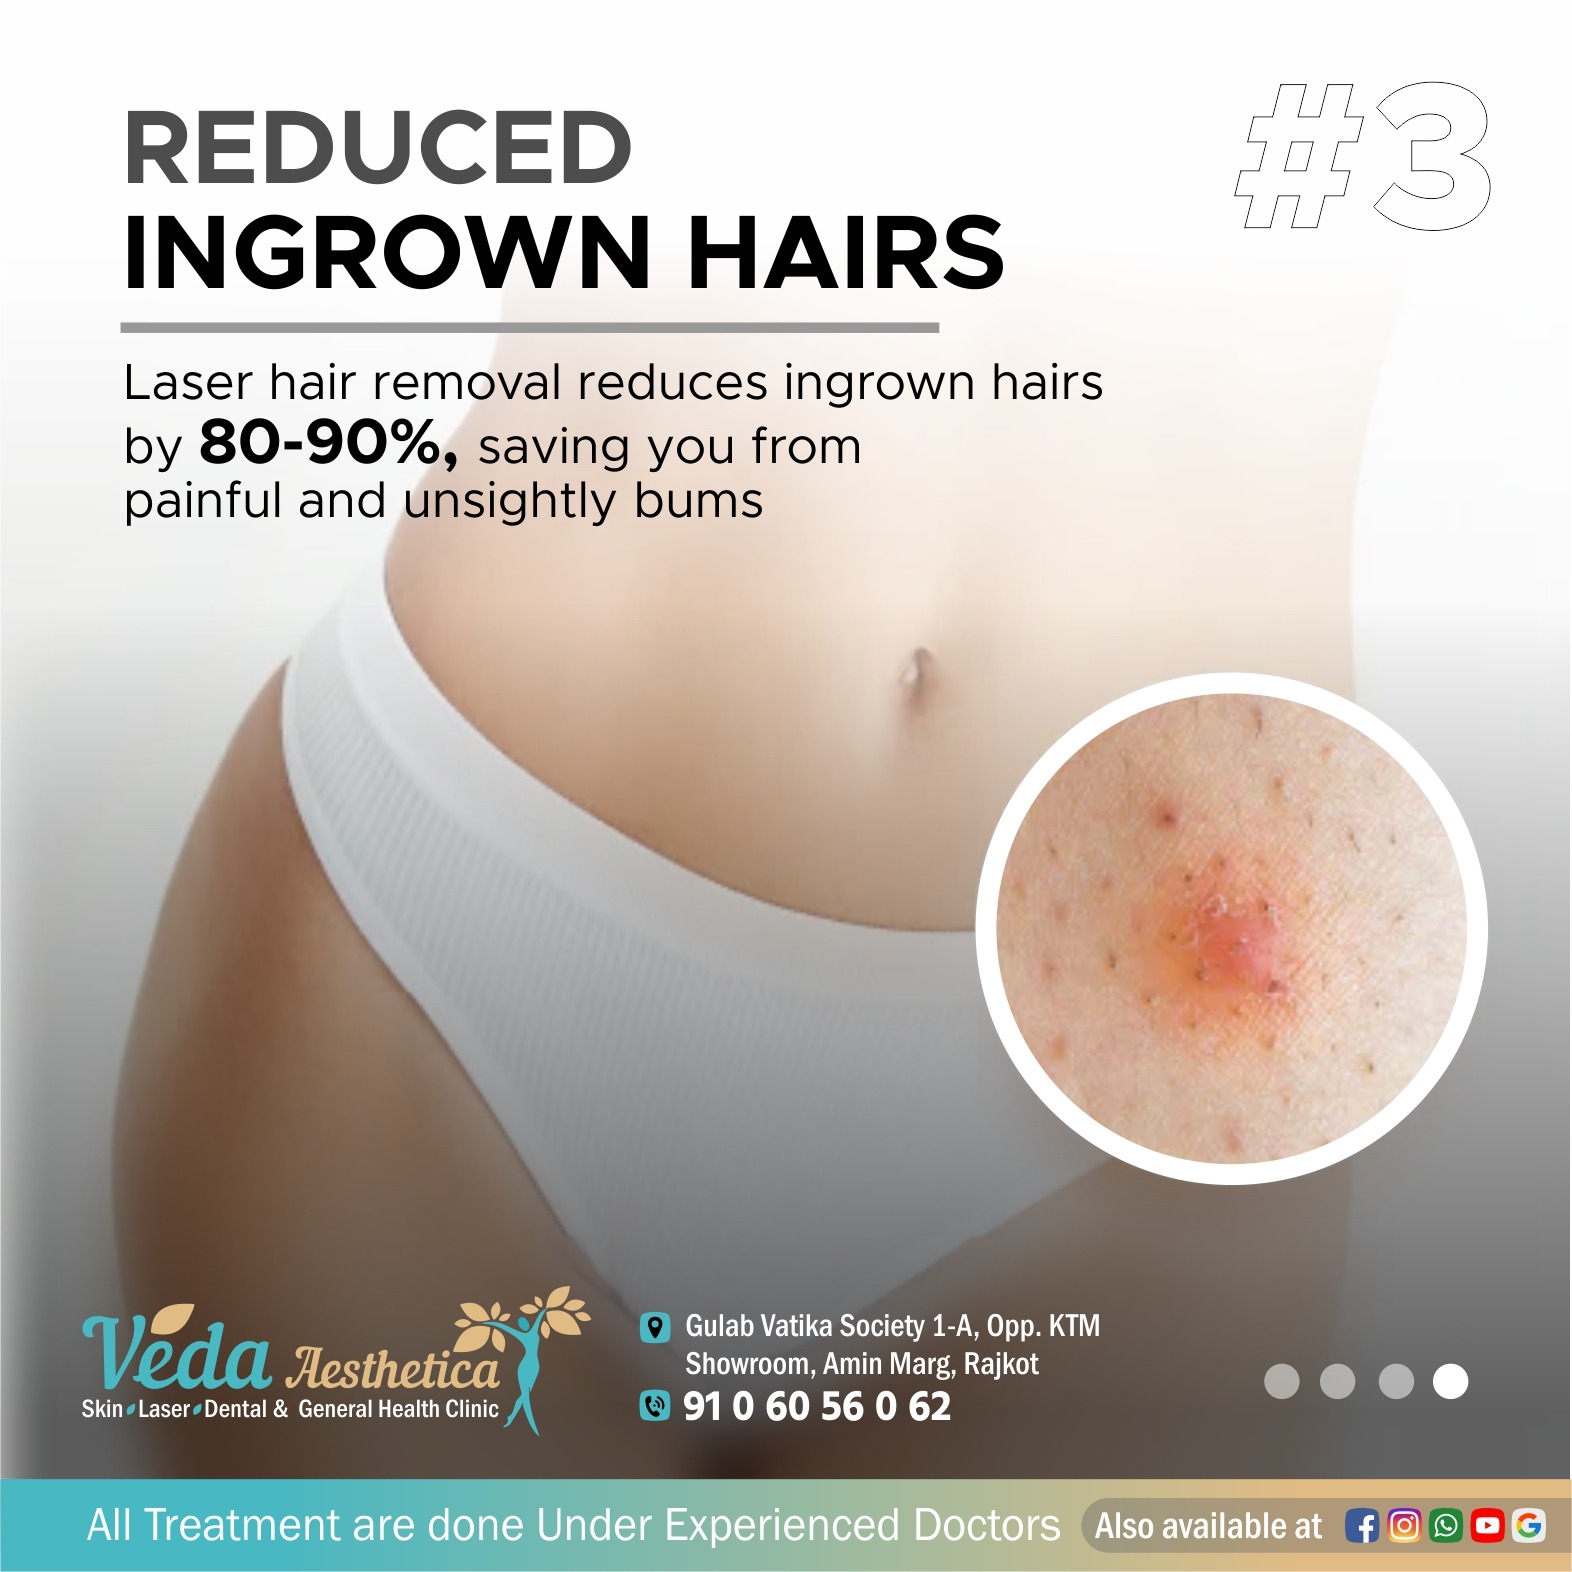 REDUCED
INGROWN HAIRS
#3
Laser hair removal reduces ingrown hairs
by 80-90%, saving you from
painful and unsightly bums
Veda Aesthetica
Skin Laser Dental & General Health Clinic
Gulab Vatika Society 1-A, Opp. KTM
Showroom, Amin Marg, Rajkot
91 0 60 56 0 62
All Treatment are done Under Experienced Doctors
Also available at